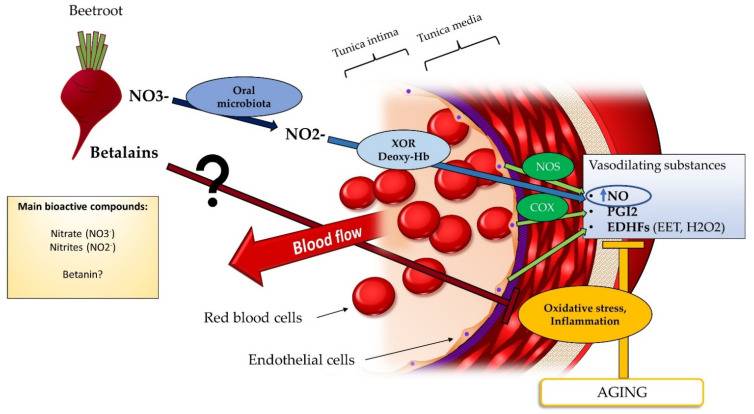 Beetroot
Tunica intima
Tunica media
NO3-
Oral
microbiota
NO2-
XOR
Deoxy-Hb
Betalains
?
NOS
COX
Vasodilating substances
• NO
• PGI2
• EDHFs (EET, H2O2)
Main bioactive compounds:
Nitrate (NO3-)
Nitrites (NO2-)
Betanin?
Blood flow
Red blood cells
Endothelial cells
Oxidative stress,
Inflammation
AGING